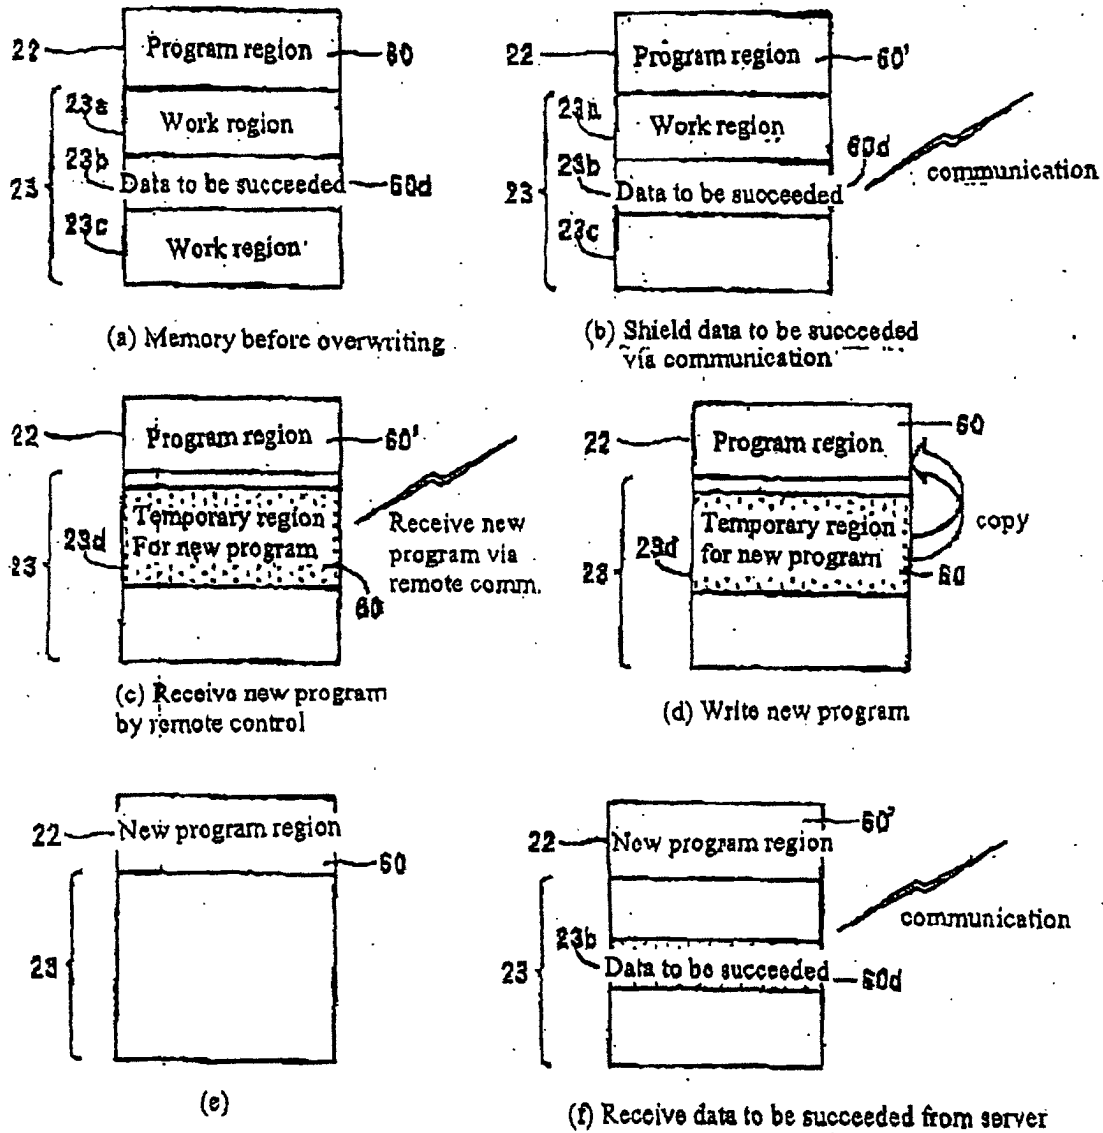 22 Program region 60
23a Work rogion
23b Data to be succeeded 60d
23
23c Work region
(a) Memory before overwriting
22 Program region 60'
23a Work region
60d
23b Data to be succeeded
communication
23
23c
(b) Shield data to be succeeded
via communication
22 Program region 60'
Temporary region
For new program
23d
23
60
Receive new
program via
remote comm.
(c) Receive new program
by remote control
22 Program region 60
Temporary region
for new program
23d
23
60
copy
(d) Write new program
22 New program region
60
23
(e)
22 New program region 60'
communication
23b Data to be succeeded 60d
23
(f) Receive data to be succeeded from server